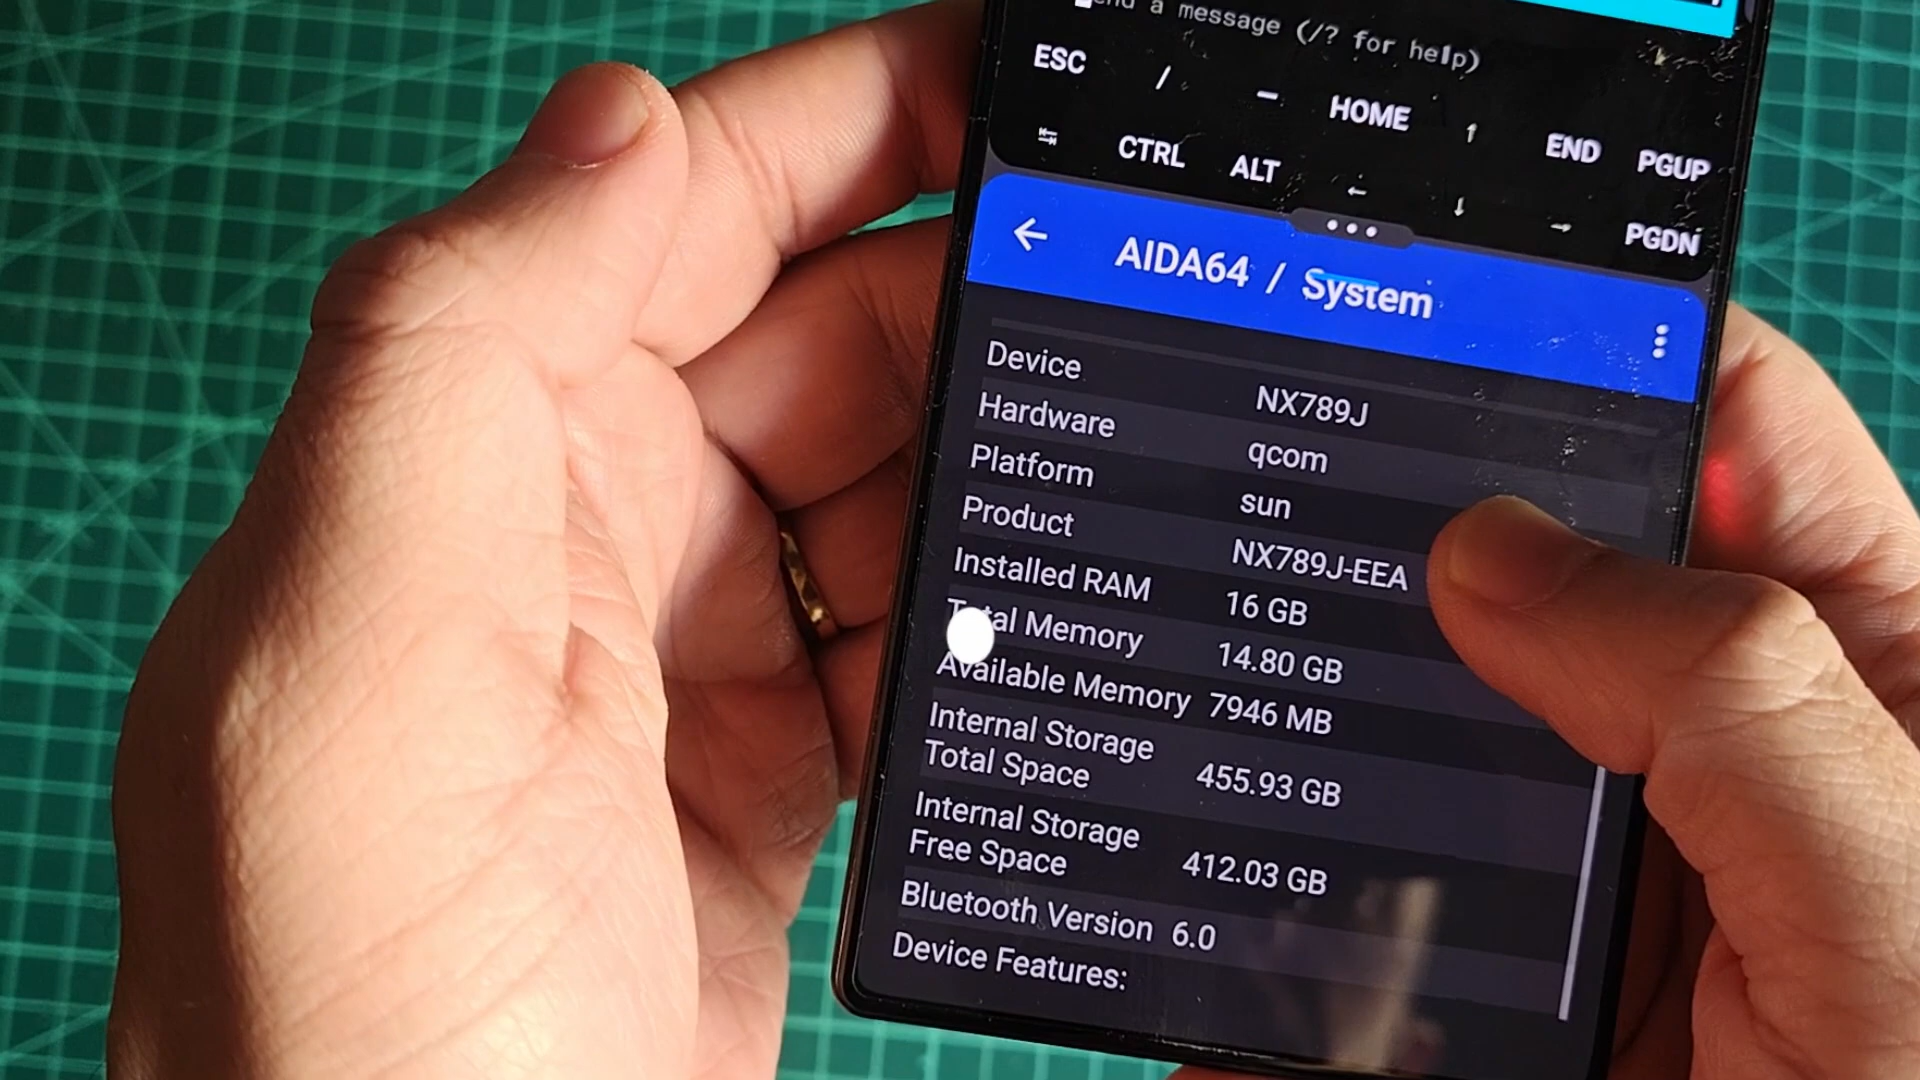 send a message (/? for help)
ESC / — HOME ↑ END PGUP
↹ CTRL ALT ← ↓ → PGDN
AIDA64 / System
Device NX789J
Hardware qcom
Platform sun
Product NX789J-EEA
Installed RAM 16 GB
Total Memory 14.80 GB
Available Memory 7946 MB
Internal Storage
Total Space 455.93 GB
Internal Storage
Free Space 412.03 GB
Bluetooth Version 6.0
Device Features: